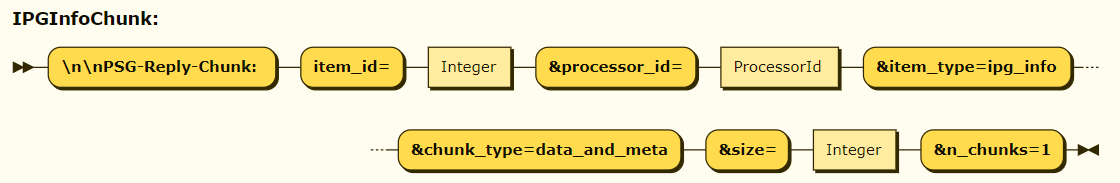 IPGInfoChunk:
\n\nPSG-Reply-Chunk: item_id= Integer &processor_id= ProcessorId &item_type=ipg_info
&chunk_type=data_and_meta &size= Integer &n_chunks=1